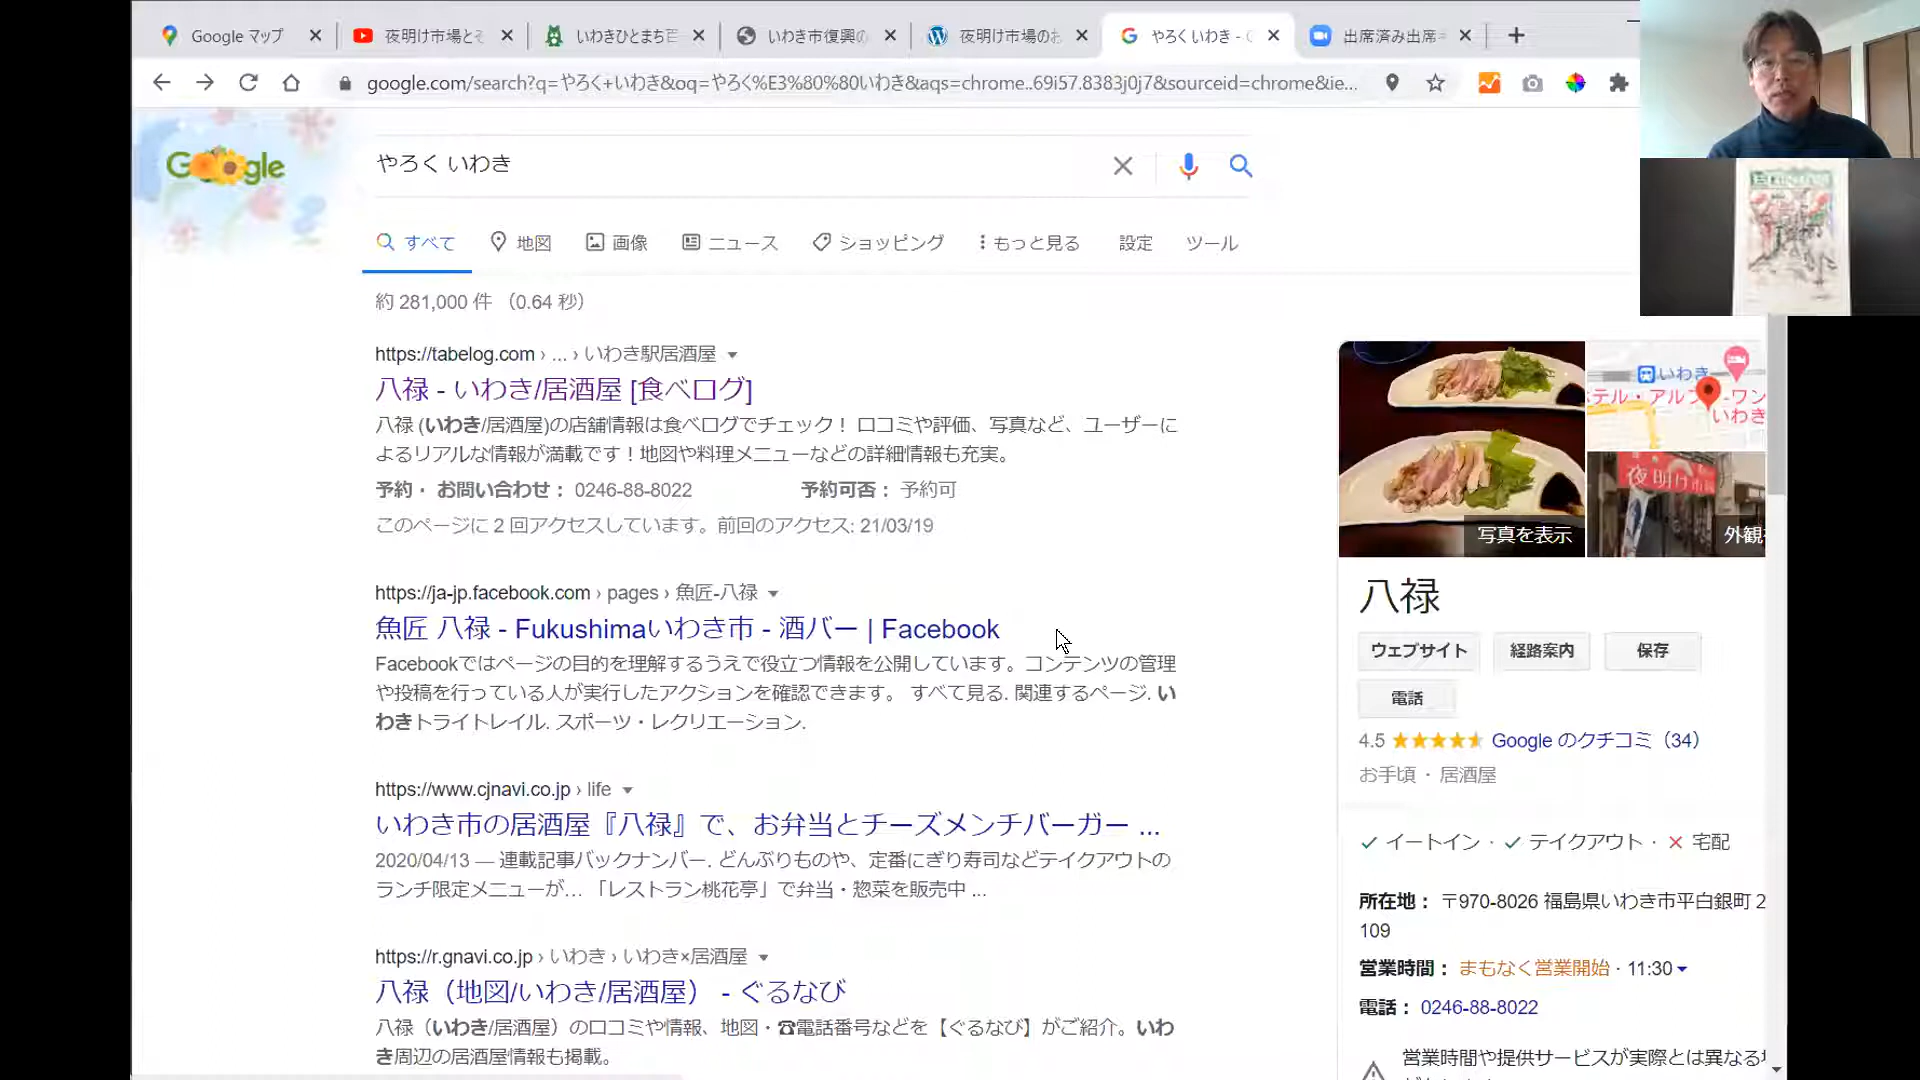 Google マップ
夜明け市場とそ
いわきひとまち
いわき市復興の
夜明け市場のお
やろく いわき - G
出席済み出席
google.com/search?q=やろく+いわき&oq=やろく%E3%80%80いわき&aqs=chrome..69i57.8383j0j7&sourceid=chrome&ie...
Google
やろく いわき
すべて
地図
画像
ニュース
ショッピング
もっと見る
設定
ツール
約 281,000 件 （0.64 秒）
https://tabelog.com › ... › いわき駅居酒屋
八禄 - いわき/居酒屋 [食べログ]
八禄 (いわき/居酒屋)の店舗情報は食べログでチェック！ 口コミや評価、写真など、ユーザーに
よるリアルな情報が満載です！地図や料理メニューなどの詳細情報も充実。
予約・ お問い合わせ： 0246-88-8022 予約可否： 予約可
このページに 2 回アクセスしています。前回のアクセス: 21/03/19
https://ja-jp.facebook.com › pages › 魚匠-八禄
魚匠 八禄 - Fukushimaいわき市 - 酒バー | Facebook
Facebookではページの目的を理解するうえで役立つ情報を公開しています。コンテンツの管理
や投稿を行っている人が実行したアクションを確認できます。 すべて見る. 関連するページ. い
わきトライトレイル. スポーツ・レクリエーション.
https://www.cjnavi.co.jp › life
いわき市の居酒屋『八禄』で、お弁当とチーズメンチバーガー ...
2020/04/13 — 連載記事バックナンバー. どんぶりものや、定番にぎり寿司などテイクアウトの
ランチ限定メニューが... 「レストラン桃花亭」で弁当・惣菜を販売中 ...
https://r.gnavi.co.jp › いわき › いわき×居酒屋
八禄（地図/いわき/居酒屋） - ぐるなび
八禄（いわき/居酒屋）の口コミや情報、地図・☎電話番号などを【ぐるなび】がご紹介。いわ
き周辺の居酒屋情報も掲載。
いわき
テル・アルファ-ワン
いわき
夜明け市場
写真を表示
外観
八禄
ウェブサイト
経路案内
保存
電話
4.5 ★★★★★ Google のクチコミ（34）
お手頃 ・ 居酒屋
✓ イートイン · ✓ テイクアウト · × 宅配
所在地： 〒970-8026 福島県いわき市平白銀町 2
109
営業時間： まもなく営業開始 · 11:30
電話： 0246-88-8022
営業時間や提供サービスが実際とは異なる